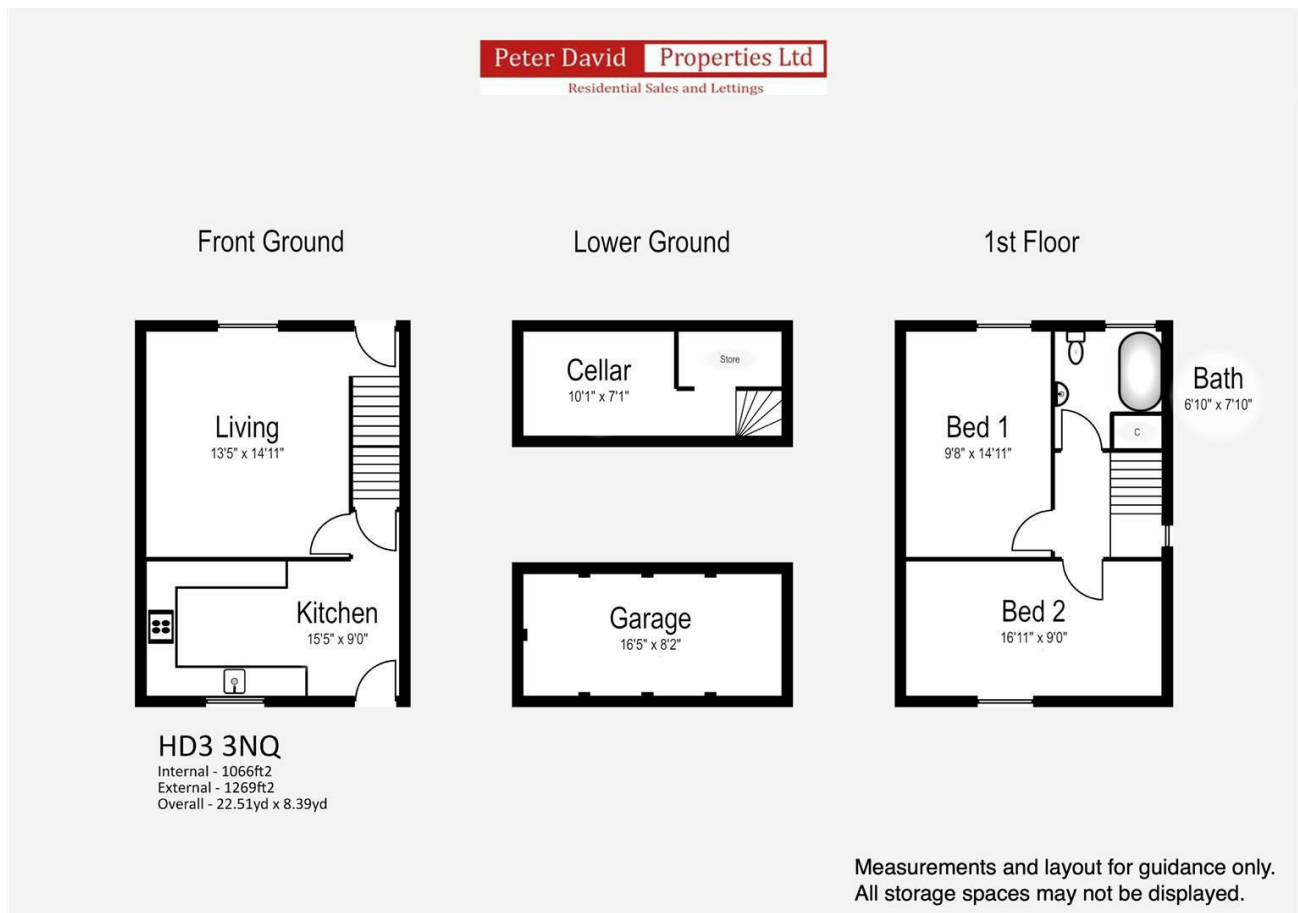 Peter David Properties Ltd
Residential Sales and Lettings
Front Ground
Lower Ground
1st Floor
Living
13'5" x 14'11"
Kitchen
15'5" x 9'0"
Cellar
10'1" x 7'1"
Store
Garage
16'5" x 8'2"
Bed 1
9'8" x 14'11"
Bath
6'10" x 7'10"
C
Bed 2
16'11" x 9'0"
HD3 3NQ
Internal - 1066ft2
External - 1269ft2
Overall - 22.51yd x 8.39yd
Measurements and layout for guidance only.
All storage spaces may not be displayed.